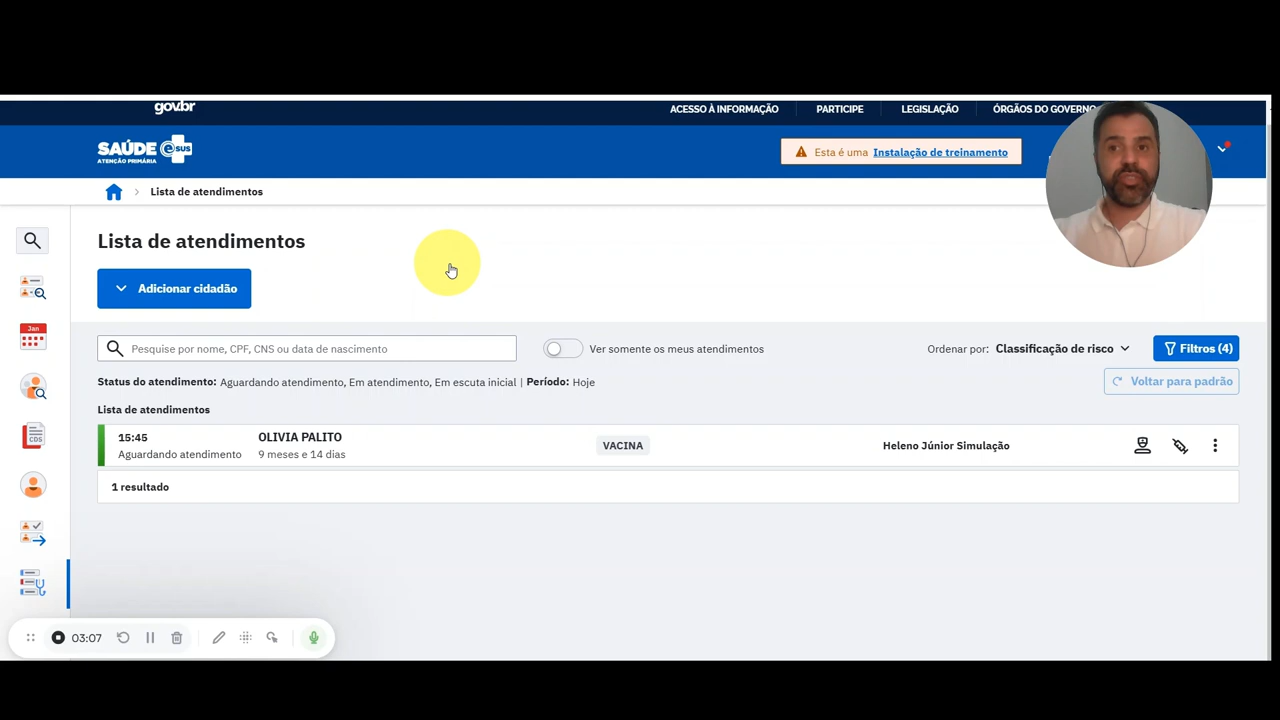 gov.br
ACESSO À INFORMAÇÃO PARTICIPE LEGISLAÇÃO ÓRGÃOS DO GOVERNO
SAÚDE e SUS
ATENÇÃO PRIMÁRIA
Esta é uma Instalação de treinamento
Lista de atendimentos
Lista de atendimentos
Adicionar cidadão
Jan
Pesquise por nome, CPF, CNS ou data de nascimento
Ver somente os meus atendimentos
Ordenar por: Classificação de risco
Filtros (4)
Status do atendimento: Aguardando atendimento, Em atendimento, Em escuta inicial | Período: Hoje
Voltar para padrão
Lista de atendimentos
CDS
15:45 OLIVIA PALITO
VACINA
Heleno Júnior Simulação
Aguardando atendimento 9 meses e 14 dias
1 resultado
03:07